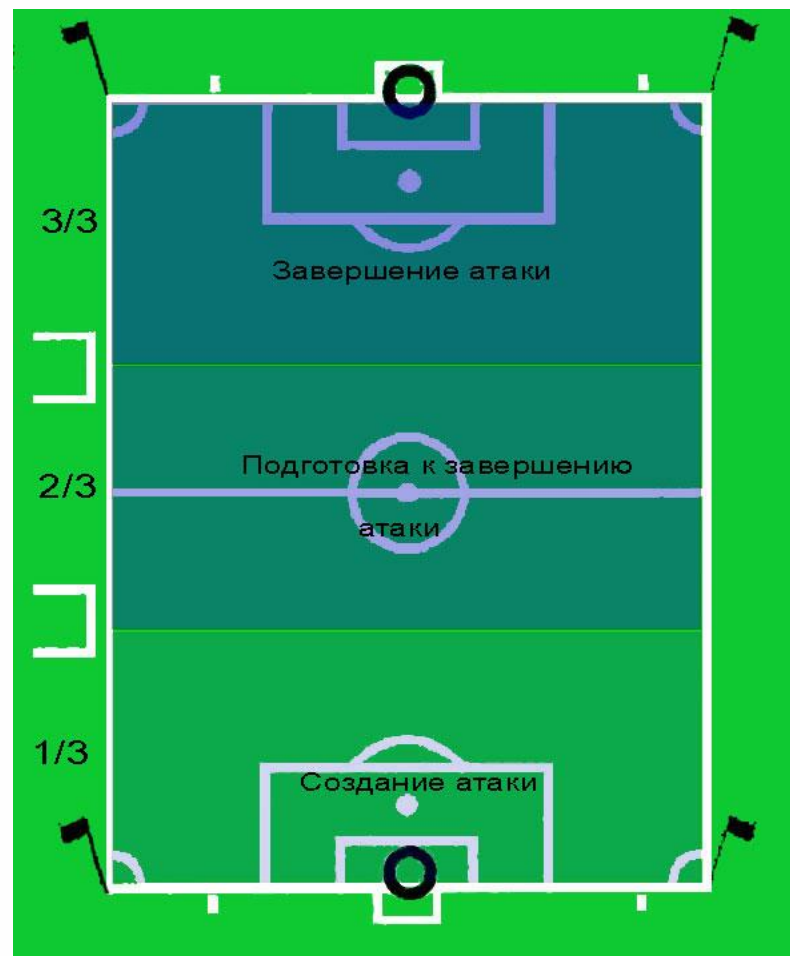 3/3
Завершение атаки
Подготовка к завершению
2/3
атаки
1/3
Создание атаки